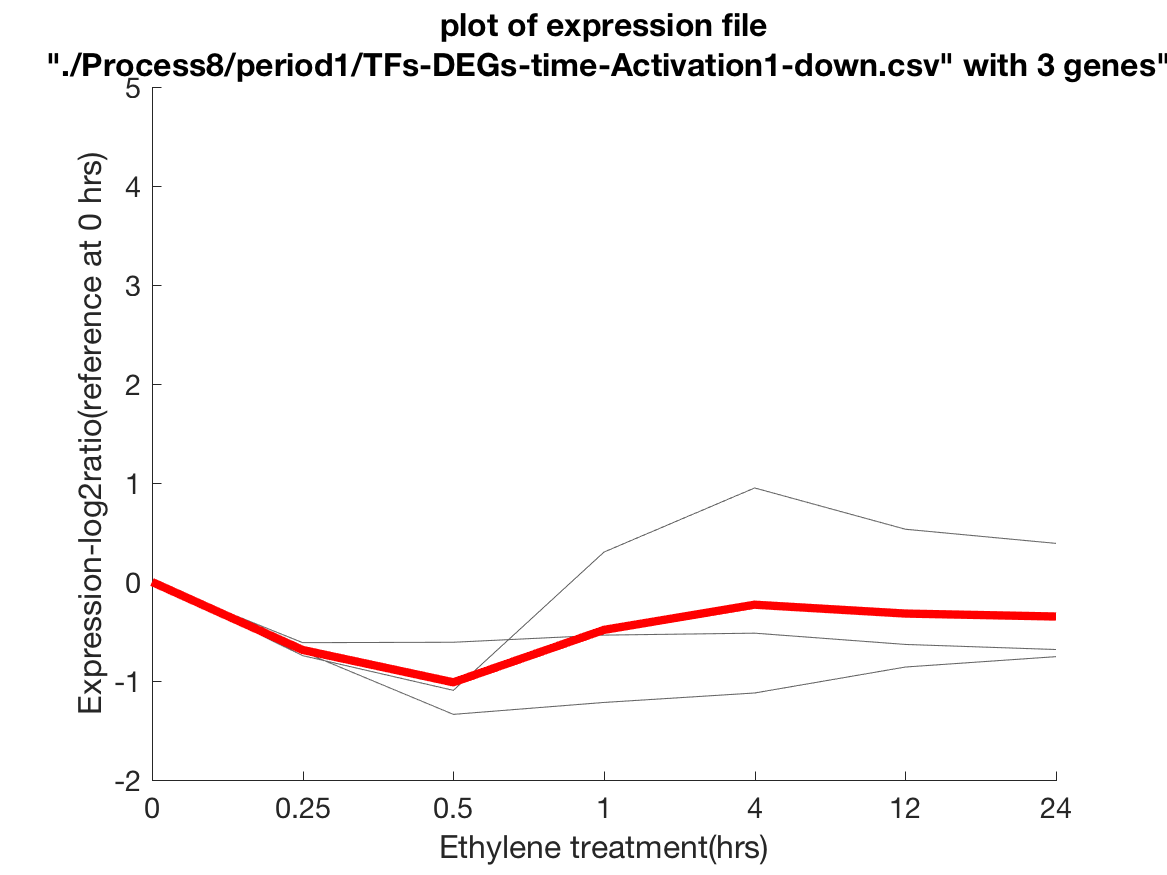 plot of expression file
"./Process8/period1/TFs-DEGs-time-Activation1-down.csv" with 3 genes"
Expression-log2ratio(reference at 0 hrs)
5
4
3
2
1
0
-1
-2
0 0.25 0.5 1 4 12 24
Ethylene treatment(hrs)